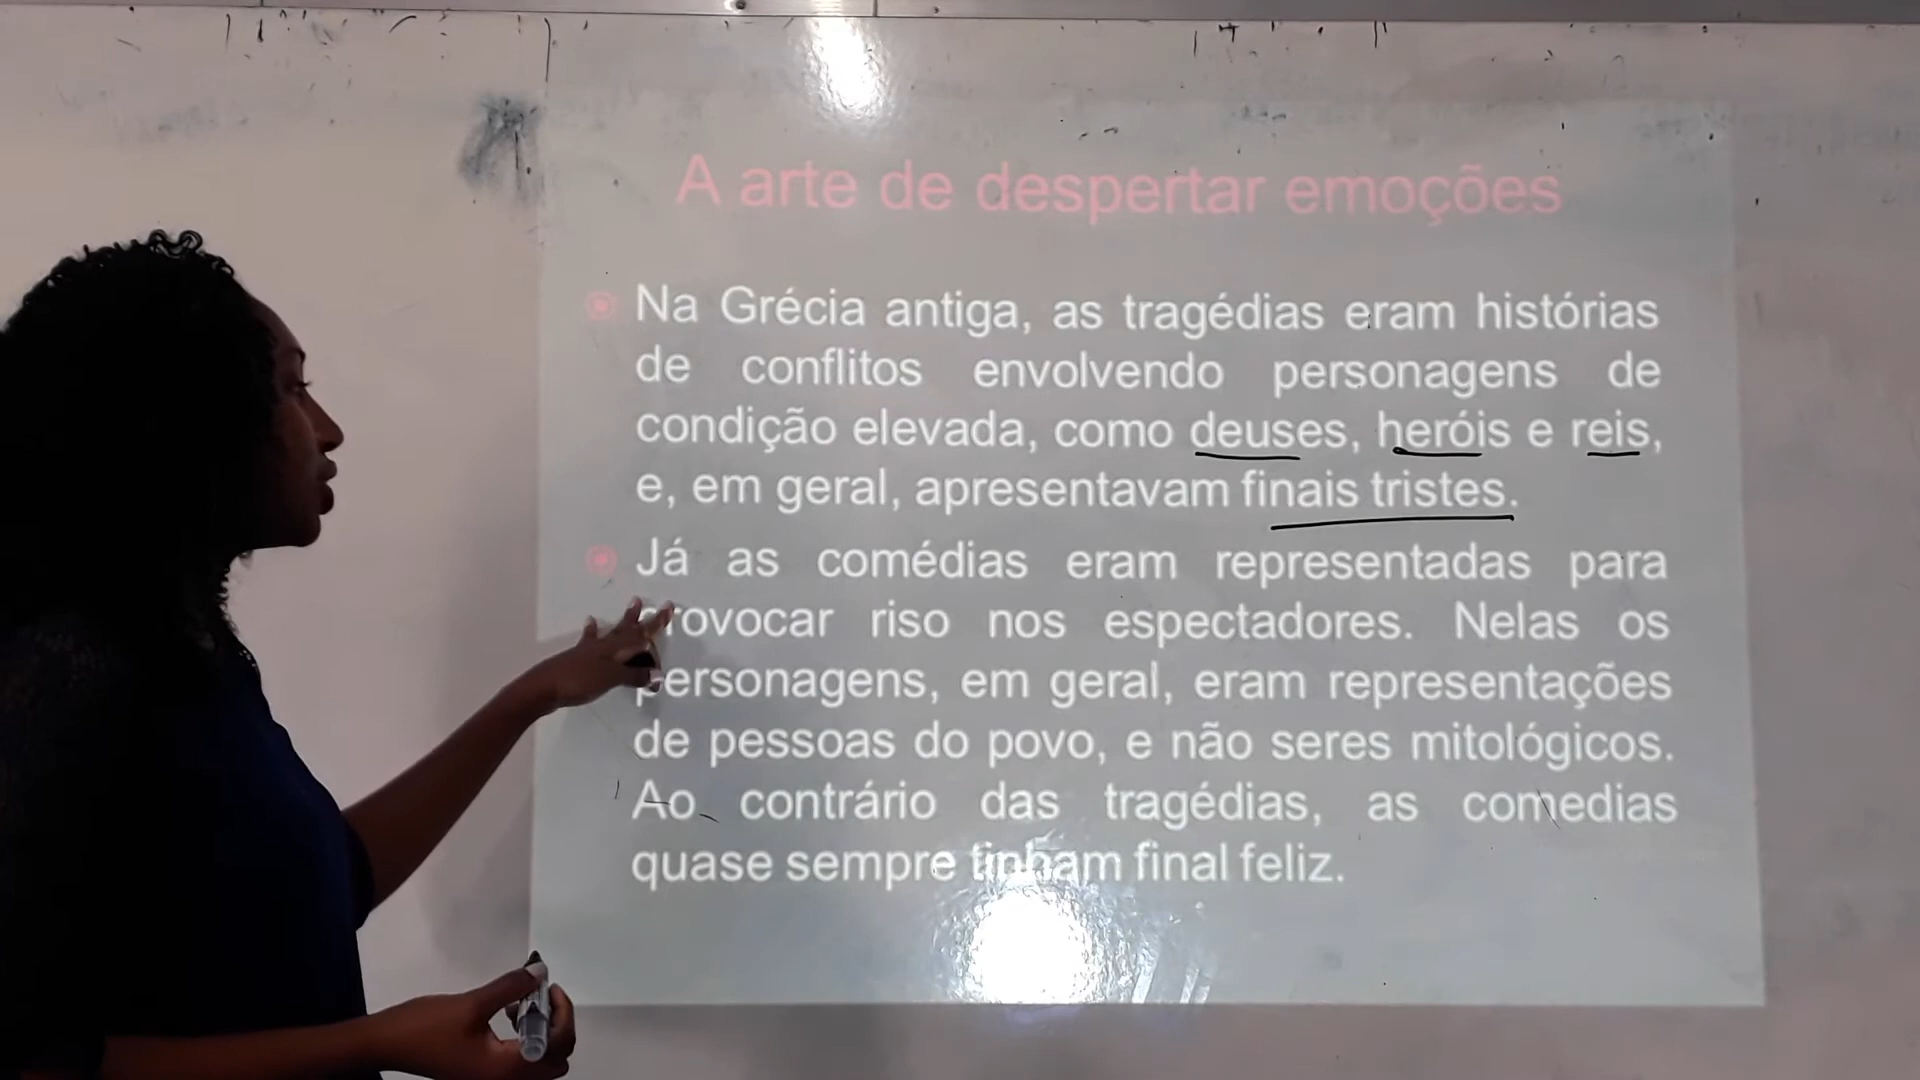 A arte de despertar emoções
Na Grécia antiga, as tragédias eram histórias
de conflitos envolvendo personagens de
condição elevada, como deuses, heróis e reis,
e, em geral, apresentavam finais tristes.
Já as comédias eram representadas para
provocar riso nos espectadores. Nelas os
personagens, em geral, eram representações
de pessoas do povo, e não seres mitológicos.
Ao contrário das tragédias, as comedias
quase sempre tinham final feliz.